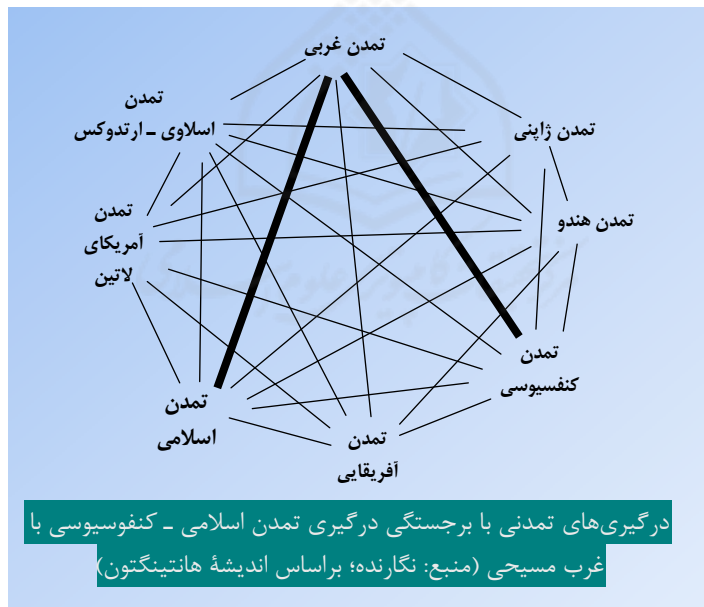 تمدن غربی
تمدن
اسلاوی ـ ارتدوکس
تمدن ژاپنی
تمدن
آمریکای
لاتین
تمدن هندو
تمدن
کنفسیوسی
تمدن
اسلامی
تمدن
آفریقایی
درگیری‌های تمدنی با برجستگی درگیری تمدن اسلامی ـ کنفوسیوسی با
غرب مسیحی (منبع: نگارنده؛ براساس اندیشهٔ هانتینگتون)